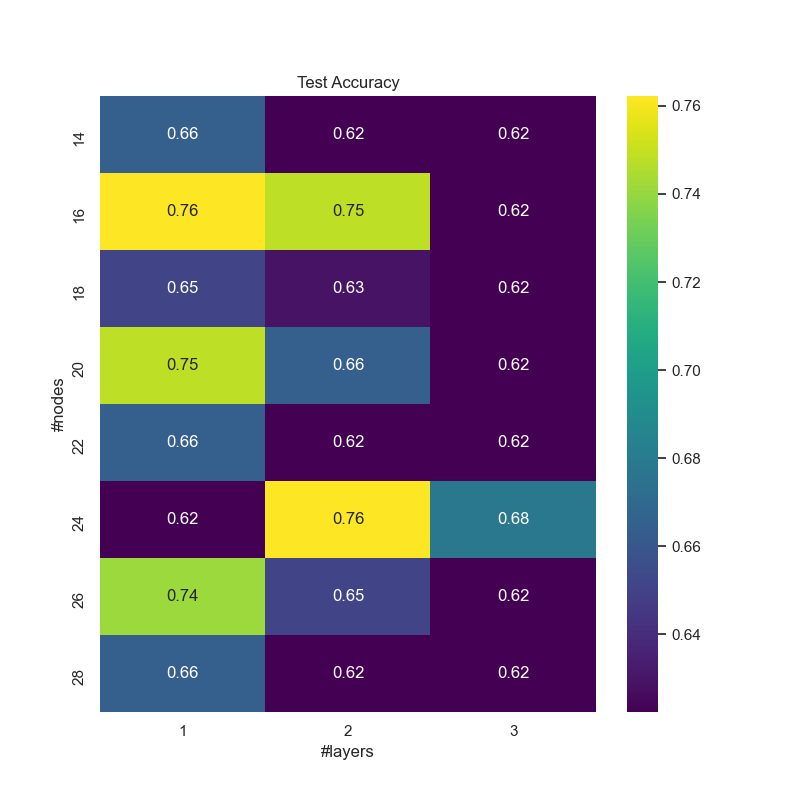 Test Accuracy
14 0.66 0.62 0.62
16 0.76 0.75 0.62
18 0.65 0.63 0.62
20 0.75 0.66 0.62
22 0.66 0.62 0.62
24 0.62 0.76 0.68
26 0.74 0.65 0.62
28 0.66 0.62 0.62
1 2 3
#layers
#nodes
0.76
0.74
0.72
0.70
0.68
0.66
0.64